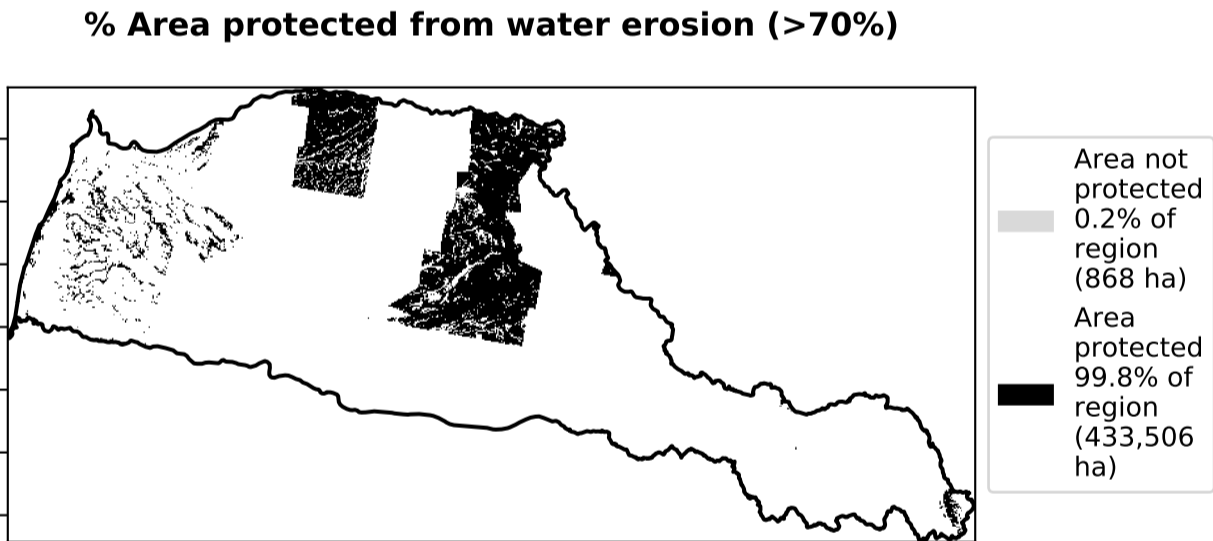 % Area protected from water erosion (>70%)
Area not
protected
0.2% of
region
(868 ha)
Area
protected
99.8% of
region
(433,506
ha)